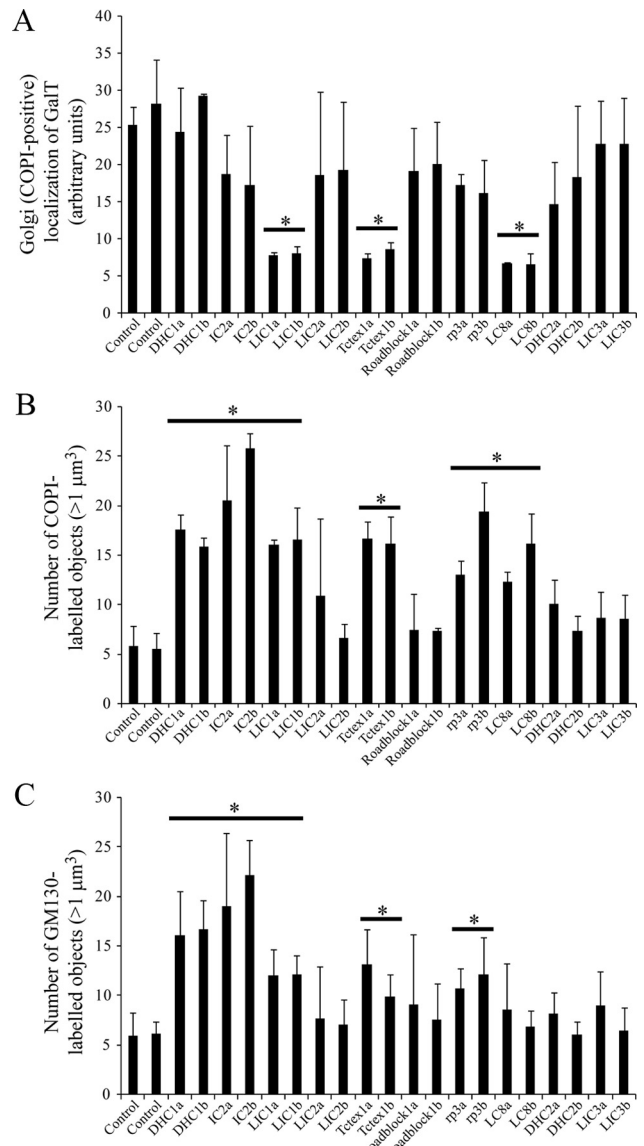 A
Golgi (COPI-positive)
localization of GalT
(arbitrary units)
40
35
30
25
20
15
10
5
0
*
*
*
Control
Control
DHC1a
DHC1b
IC2a
IC2b
LIC1a
LIC1b
LIC2a
LIC2b
Tctex1a
Tctex1b
Roadblock1a
Roadblock1b
rp3a
rp3b
LC8a
LC8b
DHC2a
DHC2b
LIC3a
LIC3b
B
Number of COPI-
labelled objects (>1 μm³)
30
25
20
15
10
5
0
*
*
*
Control
Control
DHC1a
DHC1b
IC2a
IC2b
LIC1a
LIC1b
LIC2a
LIC2b
Tctex1a
Tctex1b
Roadblock1a
Roadblock1b
rp3a
rp3b
LC8a
LC8b
DHC2a
DHC2b
LIC3a
LIC3b
C
Number of GM130-
labelled objects (>1 μm³)
30
25
20
15
10
5
0
*
*
*
Control
Control
DHC1a
DHC1b
IC2a
IC2b
LIC1a
LIC1b
LIC2a
LIC2b
Tctex1a
Tctex1b
Roadblock1a
Roadblock1b
rp3a
rp3b
LC8a
LC8b
DHC2a
DHC2b
LIC3a
LIC3b